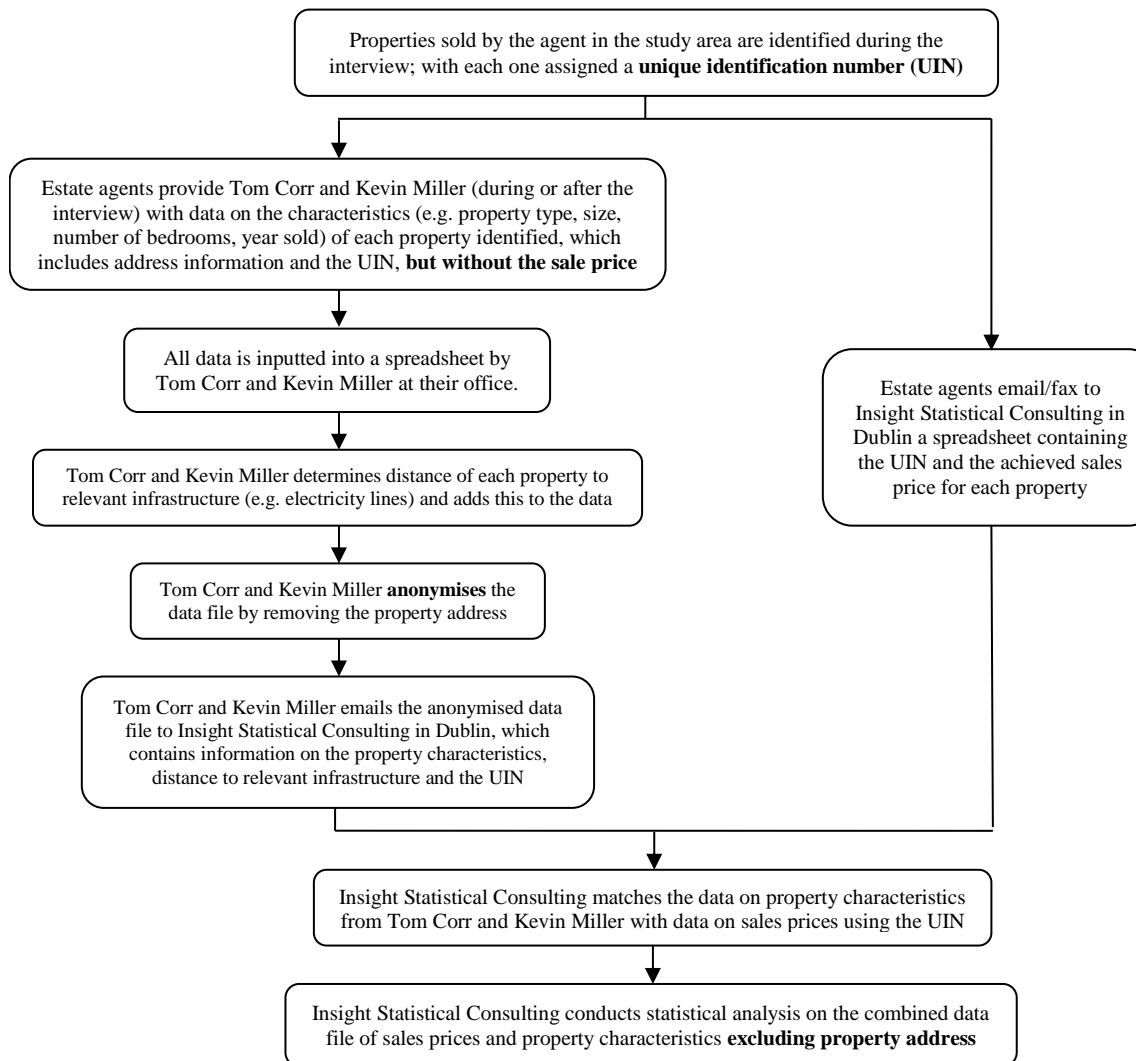 Properties sold by the agent in the study area are identified during the
interview; with each one assigned a unique identification number (UIN)
Estate agents provide Tom Corr and Kevin Miller (during or after the
interview) with data on the characteristics (e.g. property type, size,
number of bedrooms, year sold) of each property identified, which
includes address information and the UIN, but without the sale price
All data is inputted into a spreadsheet by
Tom Corr and Kevin Miller at their office.
Tom Corr and Kevin Miller determines distance of each property to
relevant infrastructure (e.g. electricity lines) and adds this to the data
Tom Corr and Kevin Miller anonymises the
data file by removing the property address
Tom Corr and Kevin Miller emails the anonymised data
file to Insight Statistical Consulting in Dublin, which
contains information on the property characteristics,
distance to relevant infrastructure and the UIN
Estate agents email/fax to
Insight Statistical Consulting in
Dublin a spreadsheet containing
the UIN and the achieved sales
price for each property
Insight Statistical Consulting matches the data on property characteristics
from Tom Corr and Kevin Miller with data on sales prices using the UIN
Insight Statistical Consulting conducts statistical analysis on the combined data
file of sales prices and property characteristics excluding property address